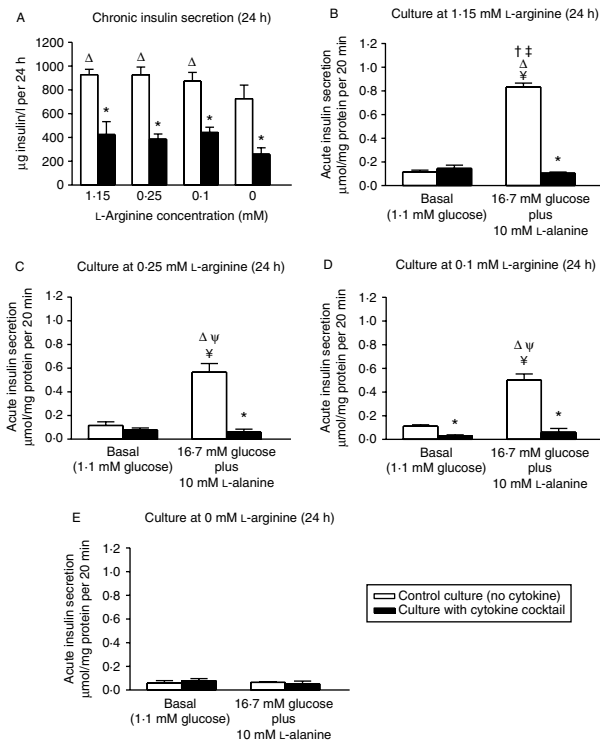 A Chronic insulin secretion (24 h)
µg insulin/l per 24 h
1200
1000
800
600
400
200
0
Δ Δ Δ
* * * *
1·15 0·25 0·1 0
L-Arginine concentration (mM)
B Culture at 1·15 mM L-arginine (24 h)
Acute insulin secretion
µmol/mg protein per 20 min
1·2
1·0
0·8
0·6
0·4
0·2
0·0
† ‡
Δ
¥
*
Basal 16·7 mM glucose
(1·1 mM glucose) plus
10 mM L-alanine
C Culture at 0·25 mM L-arginine (24 h)
Acute insulin secretion
µmol/mg protein per 20 min
1·2
1·0
0·8
0·6
0·4
0·2
0·0
Δ ψ
¥
*
Basal 16·7 mM glucose
(1·1 mM glucose) plus
10 mM L-alanine
D Culture at 0·1 mM L-arginine (24 h)
Acute insulin secretion
µmol/mg protein per 20 min
1·2
1·0
0·8
0·6
0·4
0·2
0·0
Δ ψ
¥
* *
Basal 16·7 mM glucose
(1·1 mM glucose) plus
10 mM L-alanine
E Culture at 0 mM L-arginine (24 h)
Acute insulin secretion
µmol/mg protein per 20 min
1·2
1·0
0·8
0·6
0·4
0·2
0·0
Basal 16·7 mM glucose
(1·1 mM glucose) plus
10 mM L-alanine
Control culture (no cytokine)
Culture with cytokine cocktail